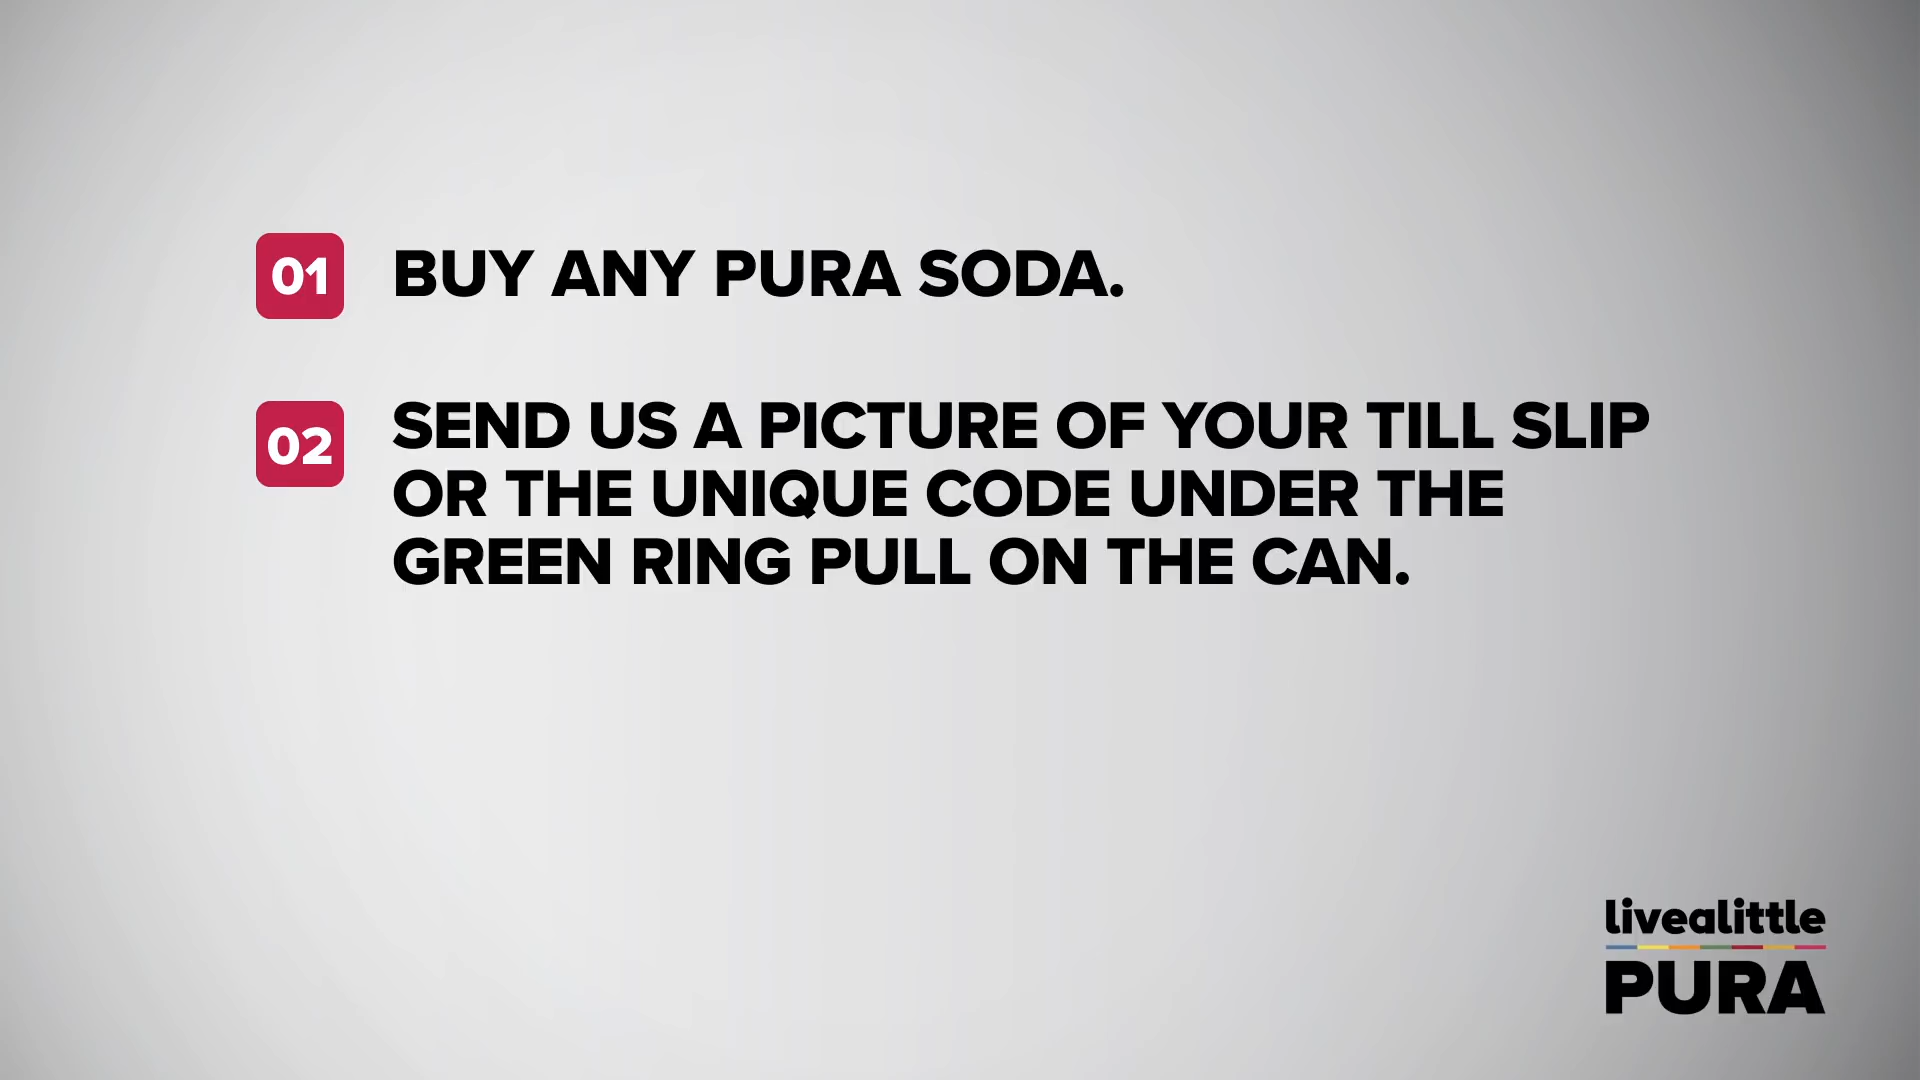 01 BUY ANY PURA SODA.
02 SEND US A PICTURE OF YOUR TILL SLIP
OR THE UNIQUE CODE UNDER THE
GREEN RING PULL ON THE CAN.
livealittle
PURA